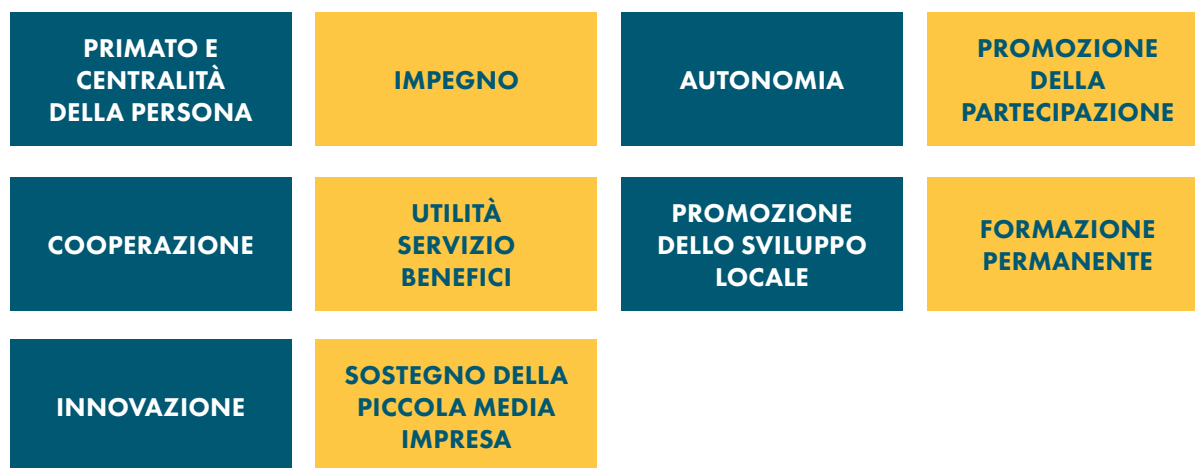 PRIMATO E
CENTRALITÀ
DELLA PERSONA
IMPEGNO
AUTONOMIA
PROMOZIONE
DELLA
PARTECIPAZIONE
COOPERAZIONE
UTILITÀ
SERVIZIO
BENEFICI
PROMOZIONE
DELLO SVILUPPO
LOCALE
FORMAZIONE
PERMANENTE
INNOVAZIONE
SOSTEGNO DELLA
PICCOLA MEDIA
IMPRESA